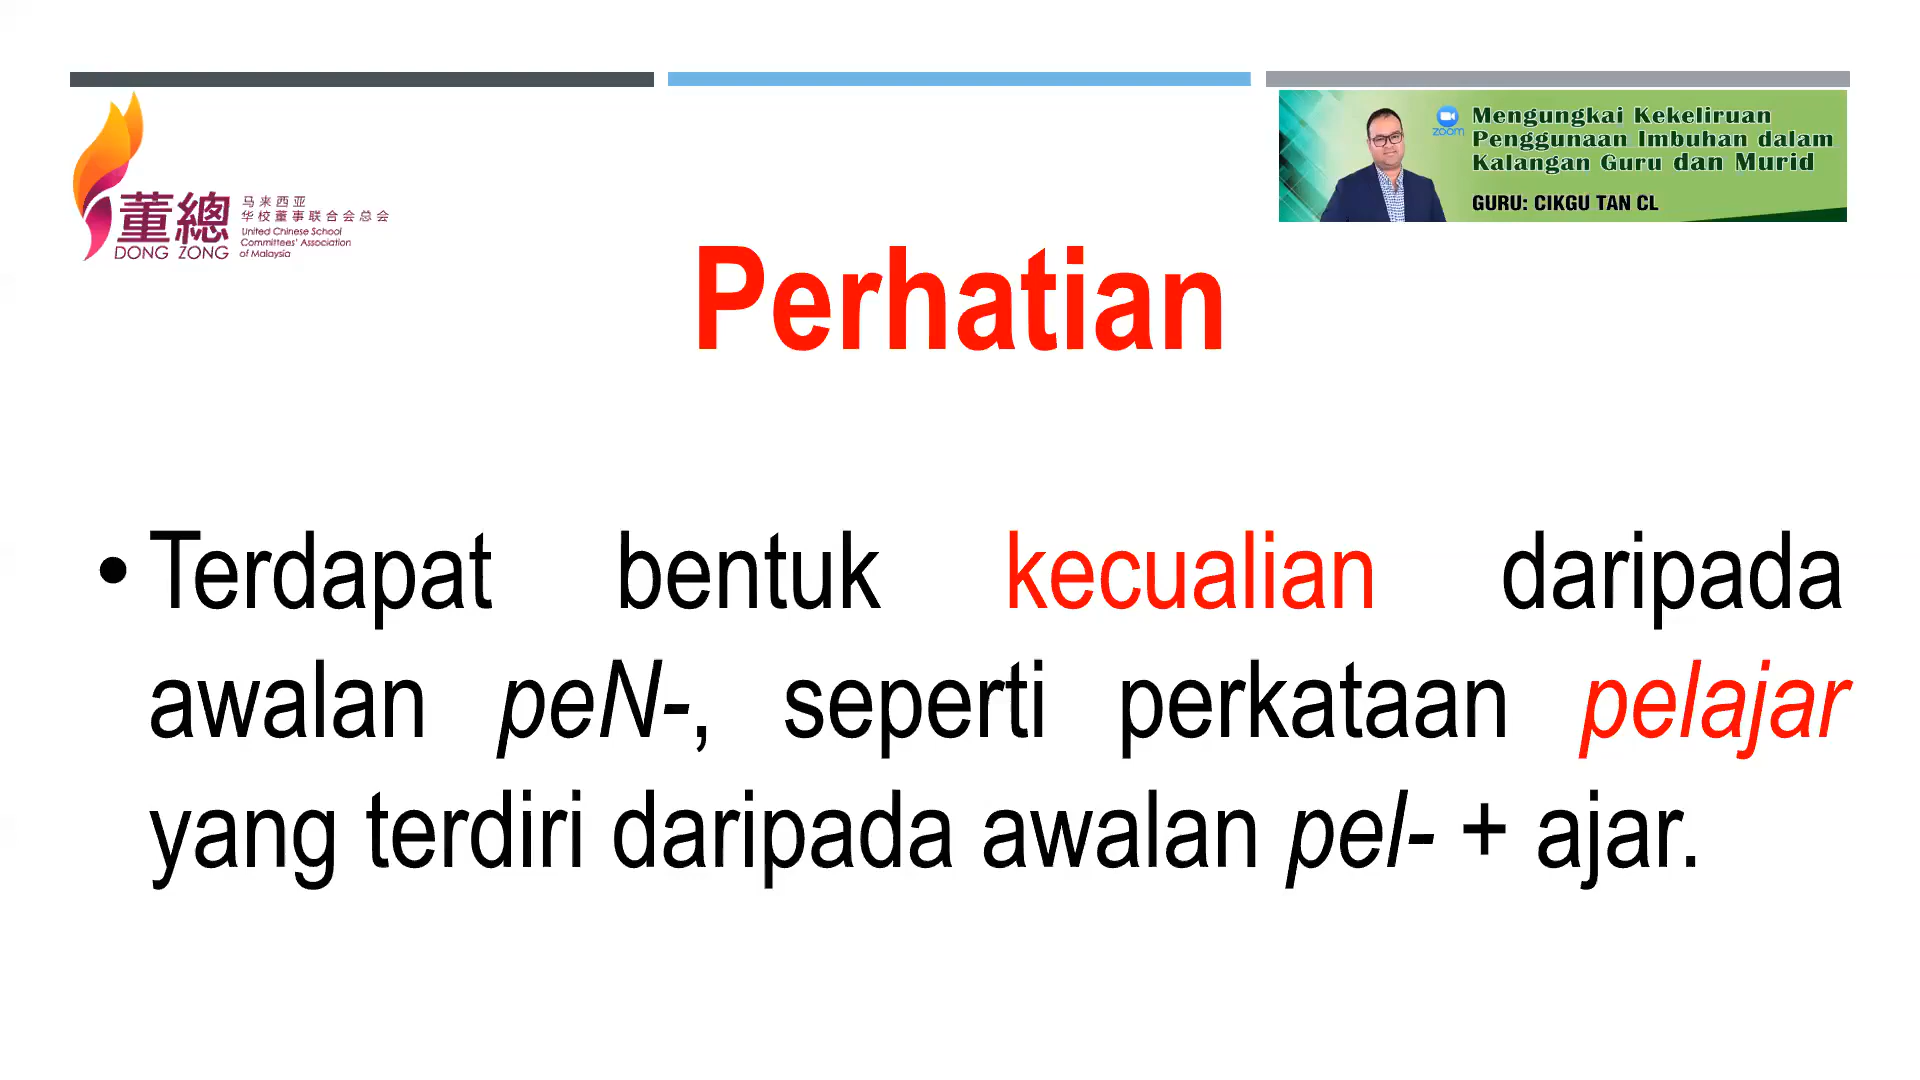 董總
DONG ZONG
马来西亚
华校董事联合会总会
United Chinese School
Committees' Association
of Malaysia
zoom
Mengungkai Kekeliruan
Penggunaan Imbuhan dalam
Kalangan Guru dan Murid
GURU: CIKGU TAN CL
Perhatian
• Terdapat bentuk kecualian daripada
awalan peN-, seperti perkataan pelajar
yang terdiri daripada awalan pel- + ajar.